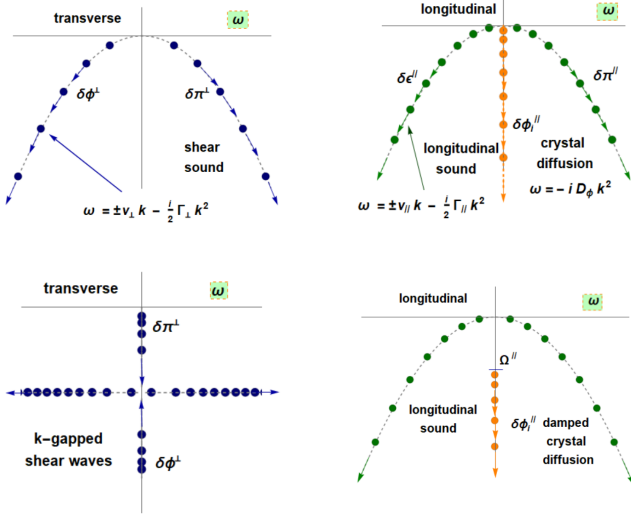 transverse
ω
δϕ⊥
δπ⊥
shear
sound
ω = ±v⊥ k − i/2 Γ⊥ k²
longitudinal
ω
δϵ//
δπ//
δϕₗ//
longitudinal
sound
crystal
diffusion
ω = − i Dϕ k²
ω = ±v// k − i/2 Γ// k²
transverse
ω
δπ⊥
k-gapped
shear waves
δϕ⊥
longitudinal
ω
Ω//
longitudinal
sound
δϕₗ// damped
crystal
diffusion